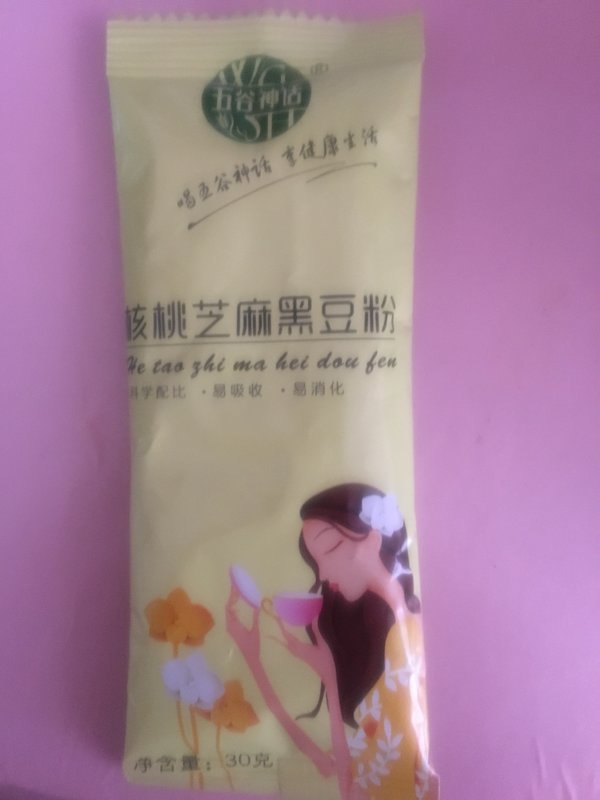 五谷神话
喝五谷神话 享健康生活
核桃芝麻黑豆粉
He tao zhi ma hei dou fen
科学配比 · 易吸收 · 易消化
净含量: 30克